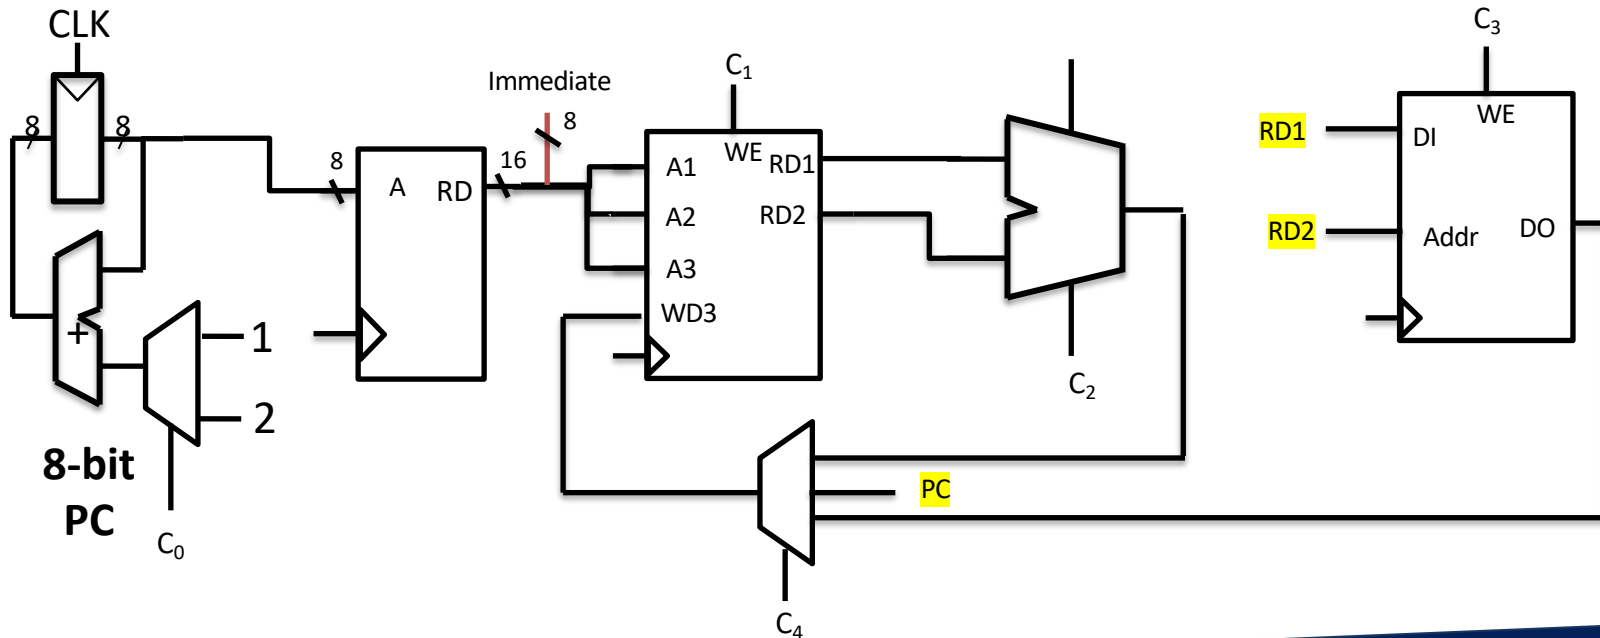 CLK
8
8
+
1
2
8-bit
PC
C₀
8
A
RD
16
Immediate
8
C₁
WE
A1
A2
A3
WD3
RD1
RD2
C₂
PC
C₄
C₃
RD1
RD2
WE
DI
Addr
DO